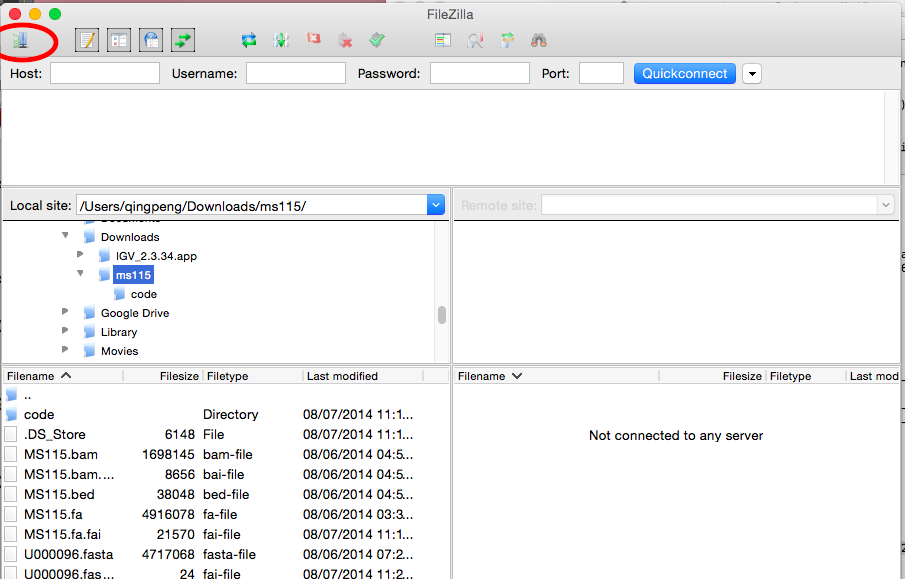 FileZilla
Host: Username: Password: Port: Quickconnect
Local site: /Users/qingpeng/Downloads/ms115/
Remote site:
Documents
Downloads
IGV_2.3.34.app
ms115
code
Google Drive
Library
Movies
Filename Filesize Filetype Last modified
..
code Directory 08/07/2014 11:1...
.DS_Store 6148 File 08/07/2014 11:1...
MS115.bam 1698145 bam-file 08/06/2014 04:5...
MS115.bam.... 8656 bai-file 08/06/2014 04:5...
MS115.bed 38048 bed-file 08/06/2014 04:5...
MS115.fa 4916078 fa-file 08/06/2014 03:3...
MS115.fa.fai 21570 fai-file 08/07/2014 11:1...
U000096.fasta 4717068 fasta-file 08/06/2014 07:2...
U000096.fas... 24 fai-file 08/07/2014 11:2...
Filename Filesize Filetype Last mod
Not connected to any server